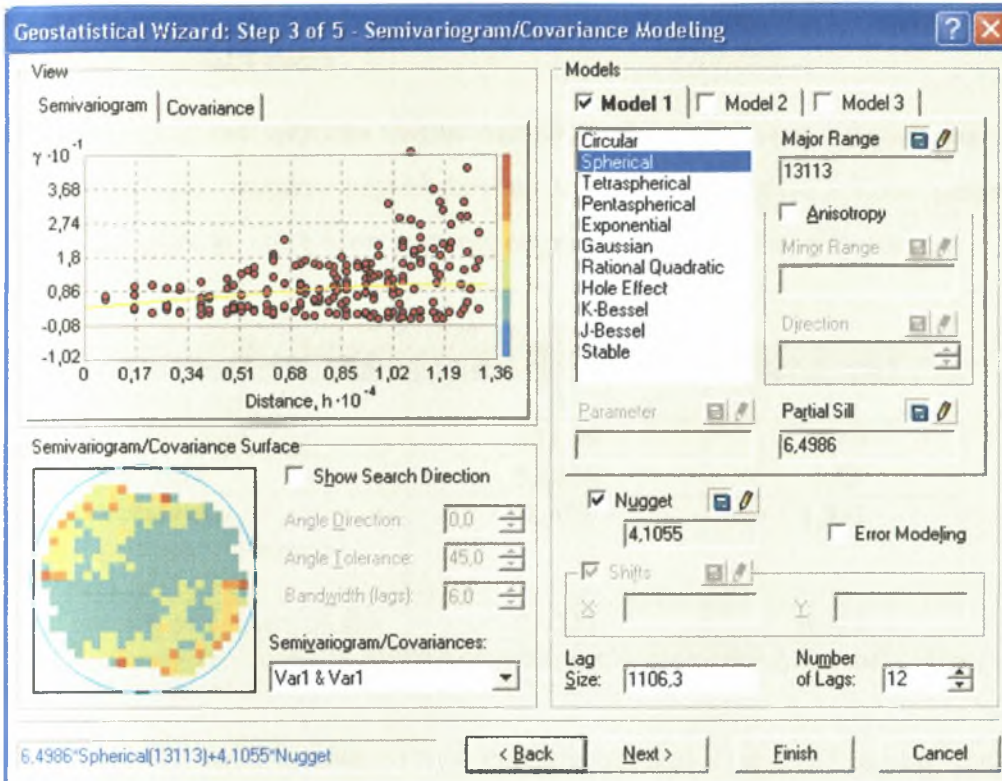 Geostatistical Wizard: Step 3 of 5 - Semivariogram/Covariance Modeling
View
Semivariogram
Covariance
γ ·10⁻¹
3,68
2,74
1,8
0,86
-0,08
-1,02
0 0,17 0,34 0,51 0,68 0,85 1,02 1,19 1,36
Distance, h ·10⁻⁴
Semivariogram/Covariance Surface
Show Search Direction
Angle Direction: 0,0
Angle Tolerance: 45,0
Bandwidth (lags): 6,0
Semivariogram/Covariances:
Var1 & Var1
Models
Model 1 Model 2 Model 3
Circular
Spherical
Tetraspherical
Pentaspherical
Exponential
Gaussian
Rational Quadratic
Hole Effect
K-Bessel
J-Bessel
Stable
Major Range
13113
Anisotropy
Minor Range
Direction
Parameter
Partial Sill
6,4986
Nugget
4,1055
Error Modeling
Shifts
X: Y:
Lag Size: 1106,3
Number of Lags: 12
6,4986*Spherical(13113)+4,1055*Nugget
< Back Next > Finish Cancel